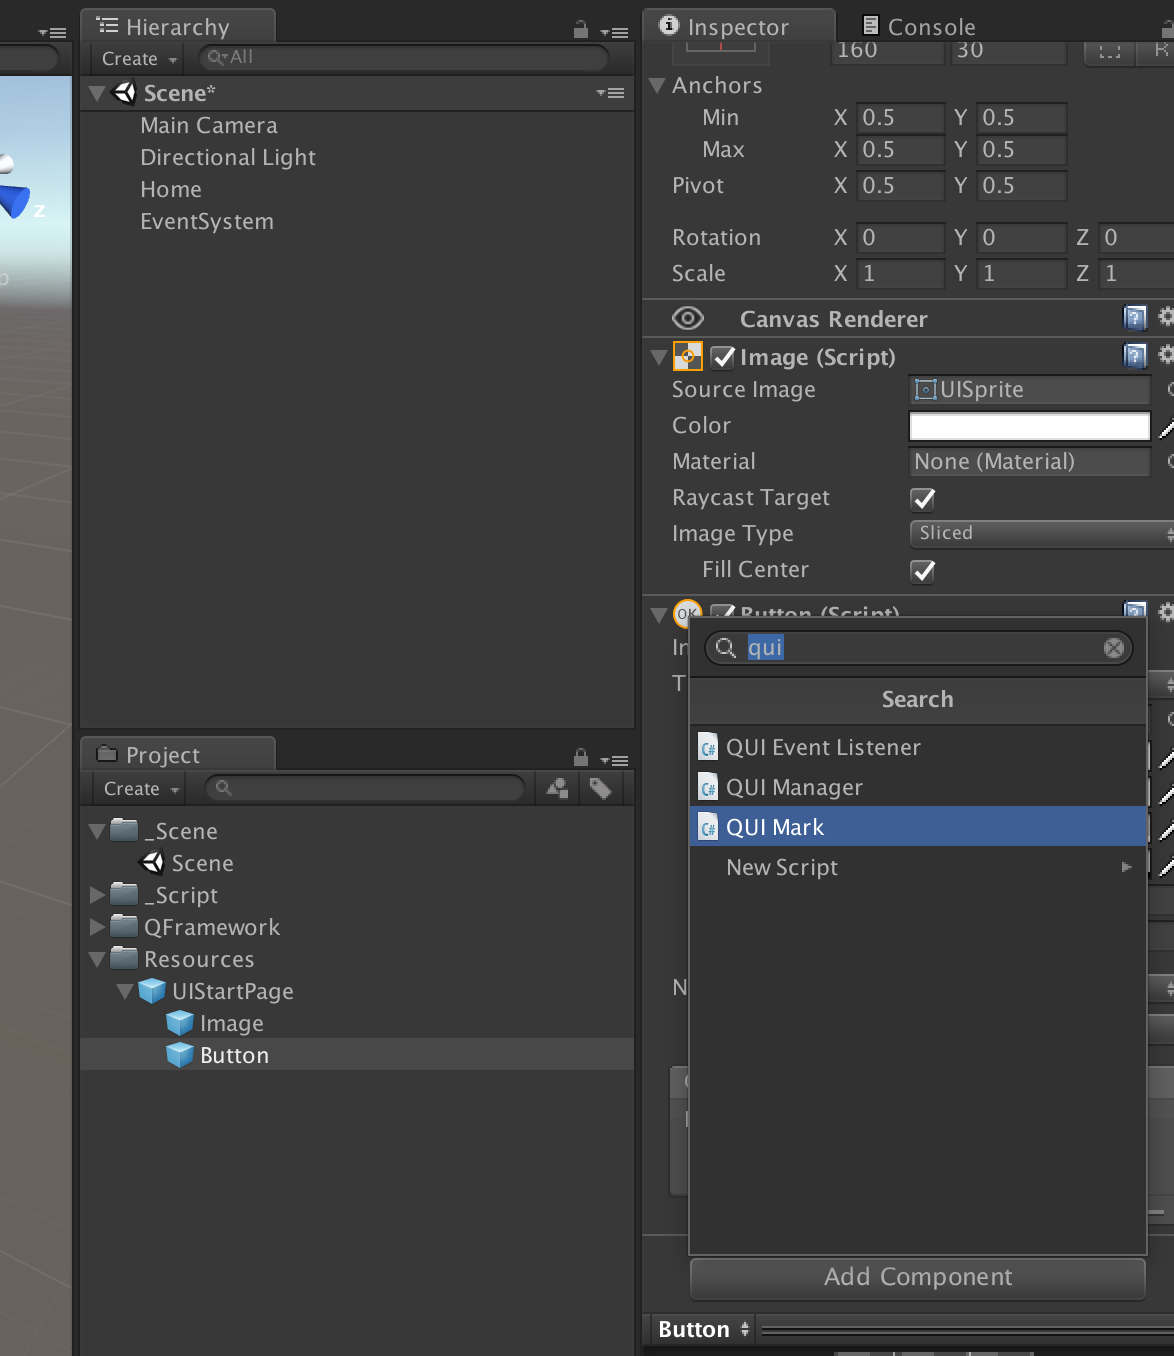 Hierarchy
Create
All
Scene*
Main Camera
Directional Light
Home
EventSystem
z
p
Project
Create
_Scene
Scene
_Script
QFramework
Resources
UIStartPage
Image
Button
Inspector
Console
160 30 R
Anchors
Min X 0.5 Y 0.5
Max X 0.5 Y 0.5
Pivot X 0.5 Y 0.5
Rotation X 0 Y 0 Z 0
Scale X 1 Y 1 Z 1
Canvas Renderer
Image (Script)
Source Image UISprite
Color
Material None (Material)
Raycast Target
Image Type Sliced
Fill Center
OK Button (Script)
In
T
N
qui
Search
C# QUI Event Listener
C# QUI Manager
C# QUI Mark
New Script
Add Component
Button